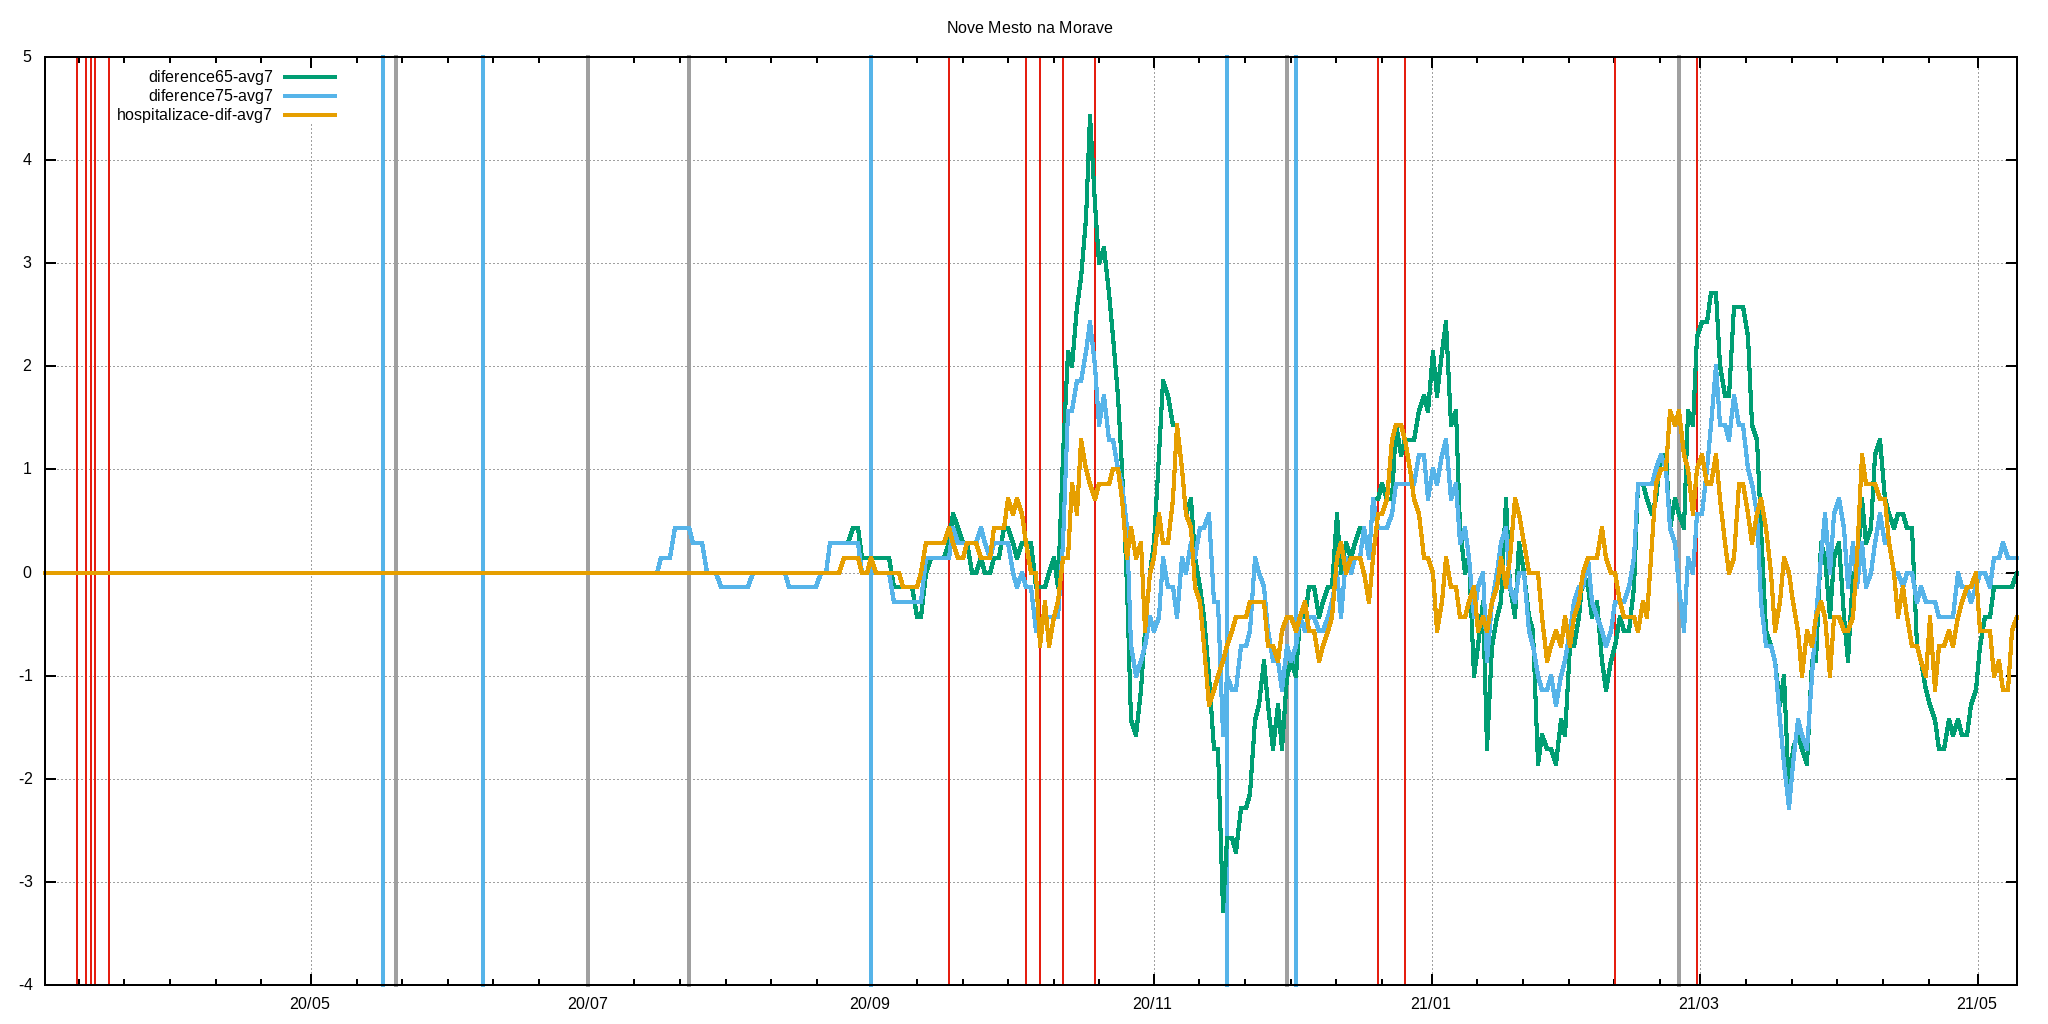 Nove Mesto na Morave
5
diference65-avg7
diference75-avg7
hospitalizace-dif-avg7
4
3
2
1
0
-1
-2
-3
-4
20/05 20/07 20/09 20/11 21/01 21/03 21/05